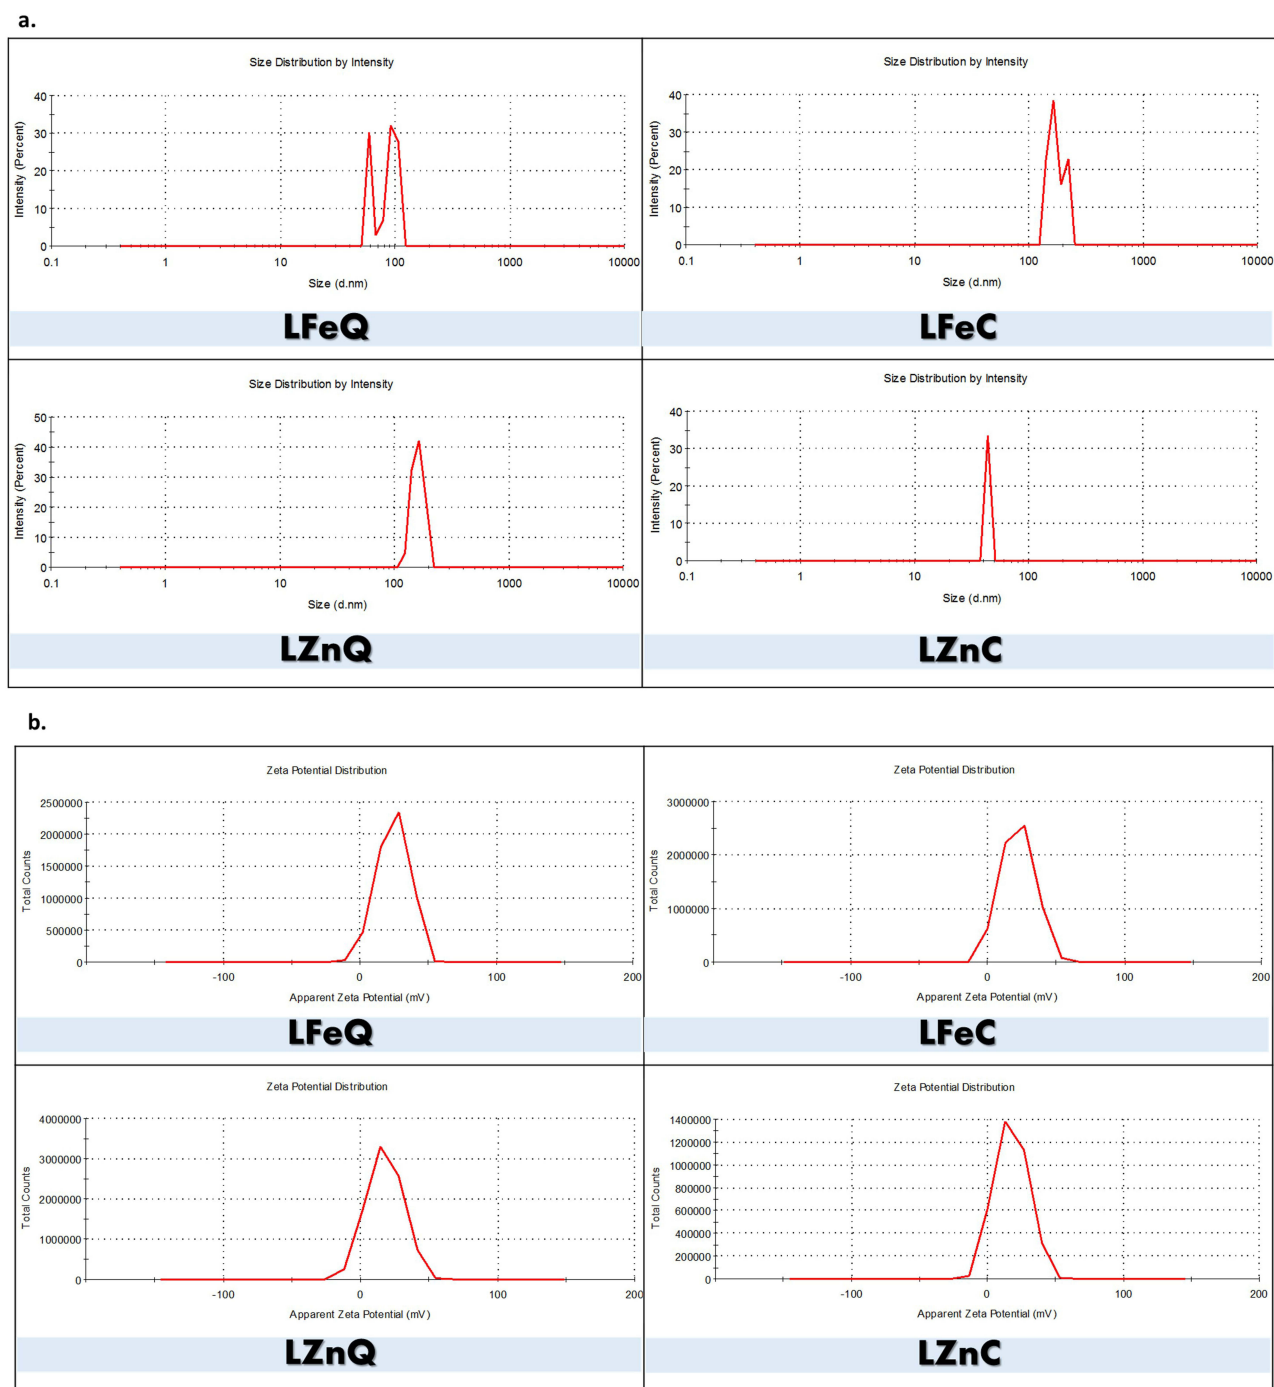 a.
Size Distribution by Intensity
Intensity (Percent)
40
30
20
10
0
0.1 1 10 100 1000 10000
Size (d.nm)
LFeQ
Size Distribution by Intensity
Intensity (Percent)
40
30
20
10
0
0.1 1 10 100 1000 10000
Size (d.nm)
LFeC
Size Distribution by Intensity
Intensity (Percent)
50
40
30
20
10
0
0.1 1 10 100 1000 10000
Size (d.nm)
LZnQ
Size Distribution by Intensity
Intensity (Percent)
40
30
20
10
0
0.1 1 10 100 1000 10000
Size (d.nm)
LZnC
b.
Zeta Potential Distribution
Total Counts
2500000
2000000
1500000
1000000
500000
0
-100 0 100 200
Apparent Zeta Potential (mV)
LFeQ
Zeta Potential Distribution
Total Counts
3000000
2000000
1000000
0
-100 0 100 200
Apparent Zeta Potential (mV)
LFeC
Zeta Potential Distribution
Total Counts
4000000
3000000
2000000
1000000
0
-100 0 100 200
Apparent Zeta Potential (mV)
LZnQ
Zeta Potential Distribution
Total Counts
1400000
1200000
1000000
800000
600000
400000
200000
0
-100 0 100 200
Apparent Zeta Potential (mV)
LZnC